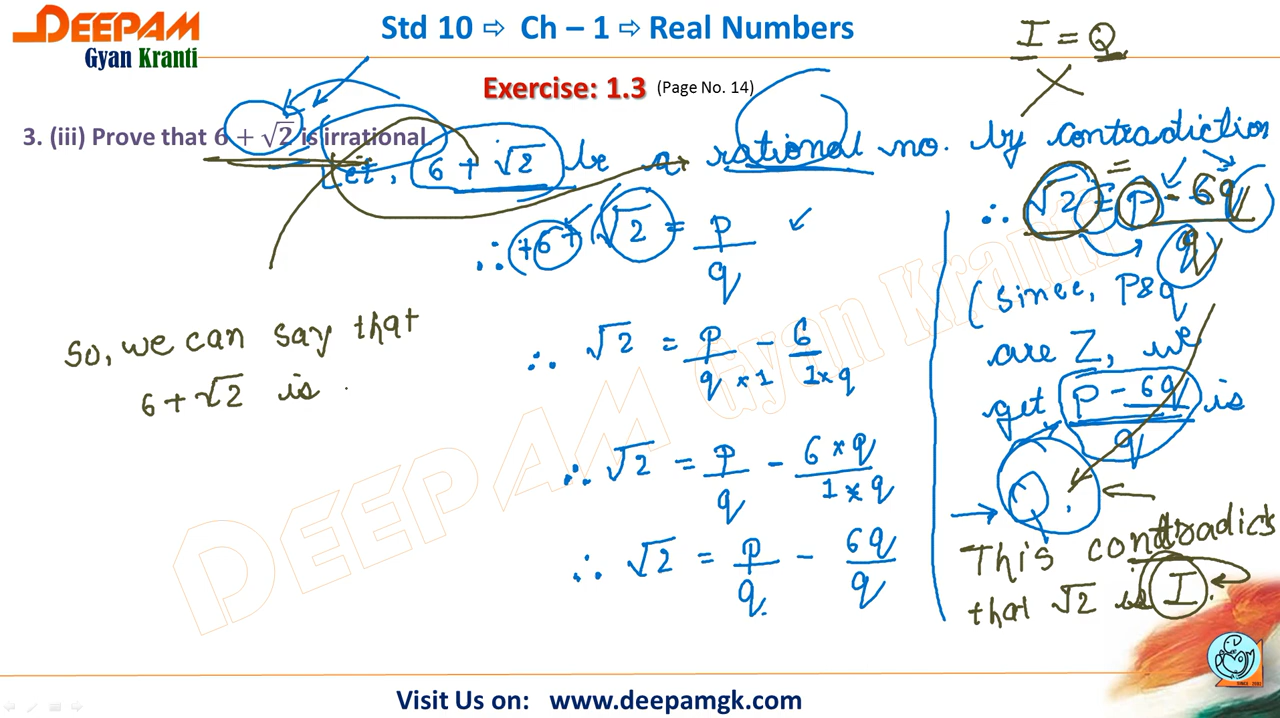 DEEPAM
Gyan Kranti
Std 10 ⇨ Ch – 1 ⇨ Real Numbers
I = Q
Exercise: 1.3 (Page No. 14)
3. (iii) Prove that 6 + √2 is irrational.
Let, 6 + √2 be a rational no. by contradiction
∴ +6 + √2 = p/q
∴ √2 = p/q × 1 − 6/1 × q
∴ √2 = p/q − 6 × q/1 × q
∴ √2 = p/q − 6q/q
∴ √2 = p − 6q/q
(since, p & q
are Z, we
get p − 6q/q is
Q.
This contradicts
that √2 is I.
So, we can say that
6 + √2 is
DEEPAM Gyan Kranti
Visit Us on: www.deepamgk.com